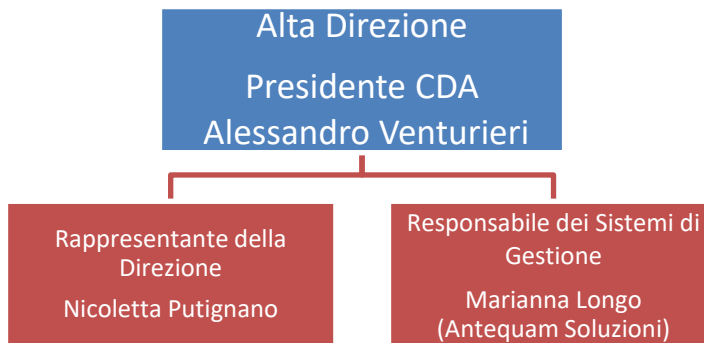 Alta Direzione
Presidente CDA
Alessandro Venturieri
Rappresentante della
Direzione
Nicoletta Putignano
Responsabile dei Sistemi di
Gestione
Marianna Longo
(Antequam Soluzioni)